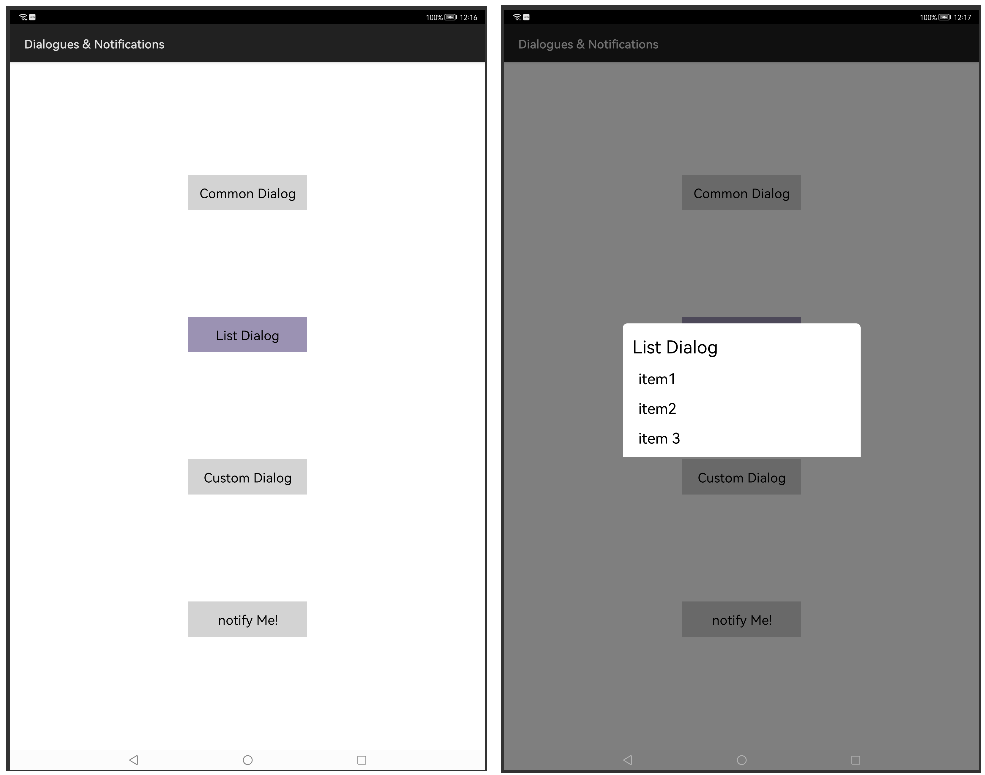 100% 12:16
Dialogues & Notifications
Common Dialog
List Dialog
Custom Dialog
notify Me!
100% 12:17
Dialogues & Notifications
Common Dialog
List Dialog
item1
item2
item 3
Custom Dialog
notify Me!